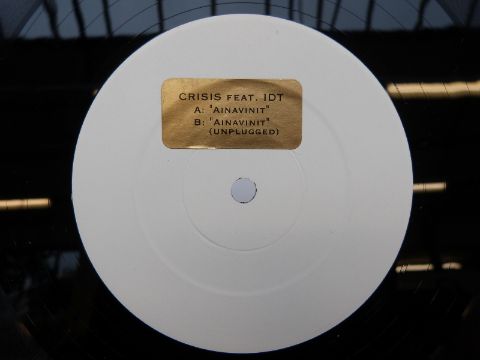 CRISIS FEAT. IDT
A: "AINAVINIT"
B: "AINAVINIT"
(UNPLUGGED)